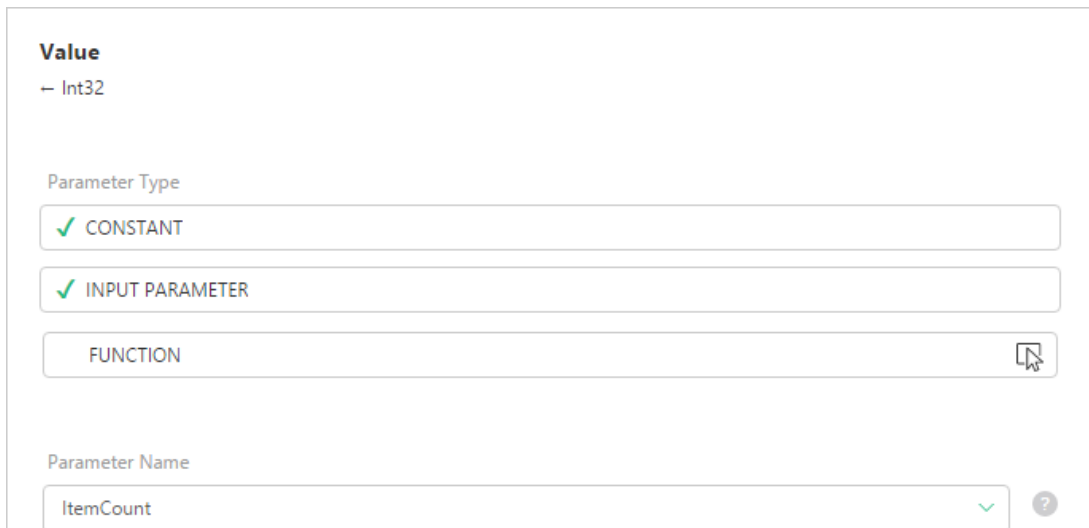 Value
← Int32
Parameter Type
CONSTANT
INPUT PARAMETER
FUNCTION
Parameter Name
ItemCount
?